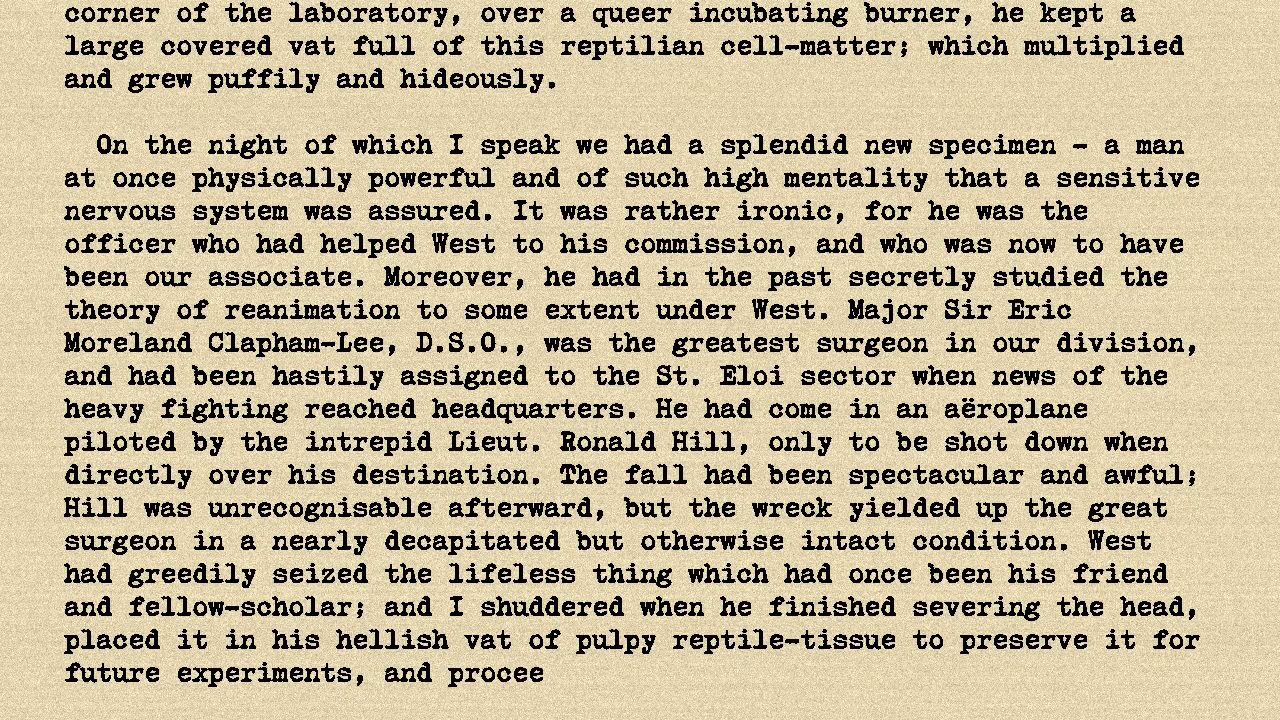 corner of the laboratory, over a queer incubating burner, he kept a
large covered vat full of this reptilian cell-matter; which multiplied
and grew puffily and hideously.
On the night of which I speak we had a splendid new specimen - a man
at once physically powerful and of such high mentality that a sensitive
nervous system was assured. It was rather ironic, for he was the
officer who had helped West to his commission, and who was now to have
been our associate. Moreover, he had in the past secretly studied the
theory of reanimation to some extent under West. Major Sir Eric
Moreland Clapham-Lee, D.S.O., was the greatest surgeon in our division,
and had been hastily assigned to the St. Eloi sector when news of the
heavy fighting reached headquarters. He had come in an aëroplane
piloted by the intrepid Lieut. Ronald Hill, only to be shot down when
directly over his destination. The fall had been spectacular and awful;
Hill was unrecognisable afterward, but the wreck yielded up the great
surgeon in a nearly decapitated but otherwise intact condition. West
had greedily seized the lifeless thing which had once been his friend
and fellow-scholar; and I shuddered when he finished severing the head,
placed it in his hellish vat of pulpy reptile-tissue to preserve it for
future experiments, and procee